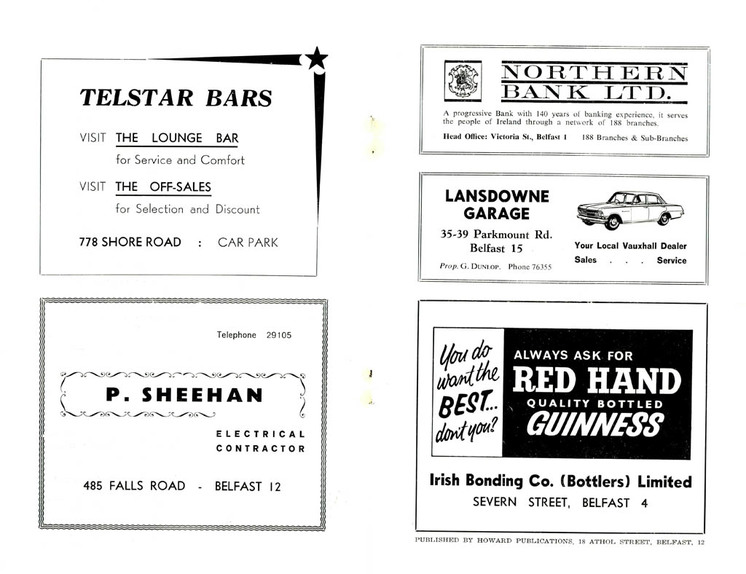 TELSTAR BARS
VISIT THE LOUNGE BAR
for Service and Comfort
VISIT THE OFF-SALES
for Selection and Discount
778 SHORE ROAD : CAR PARK
Telephone 29105
P. SHEEHAN
ELECTRICAL
CONTRACTOR
485 FALLS ROAD - BELFAST 12
NORTHERN
BANK LTD.
A progressive Bank with 140 years of banking experience, it serves
the people of Ireland through a network of 188 branches.
Head Office: Victoria St., Belfast 1 188 Branches & Sub-Branches
LANSDOWNE
GARAGE
35-39 Parkmount Rd.
Belfast 15
Prop. G. DUNLOP, Phone 76355
Your Local Vauxhall Dealer
Sales . . . Service
You do
want the
BEST...
don't you?
ALWAYS ASK FOR
RED HAND
QUALITY BOTTLED
GUINNESS
Irish Bonding Co. (Bottlers) Limited
SEVERN STREET, BELFAST 4
PUBLISHED BY HOWARD PUBLICATIONS, 18 ATHOL STREET, BELFAST, 12